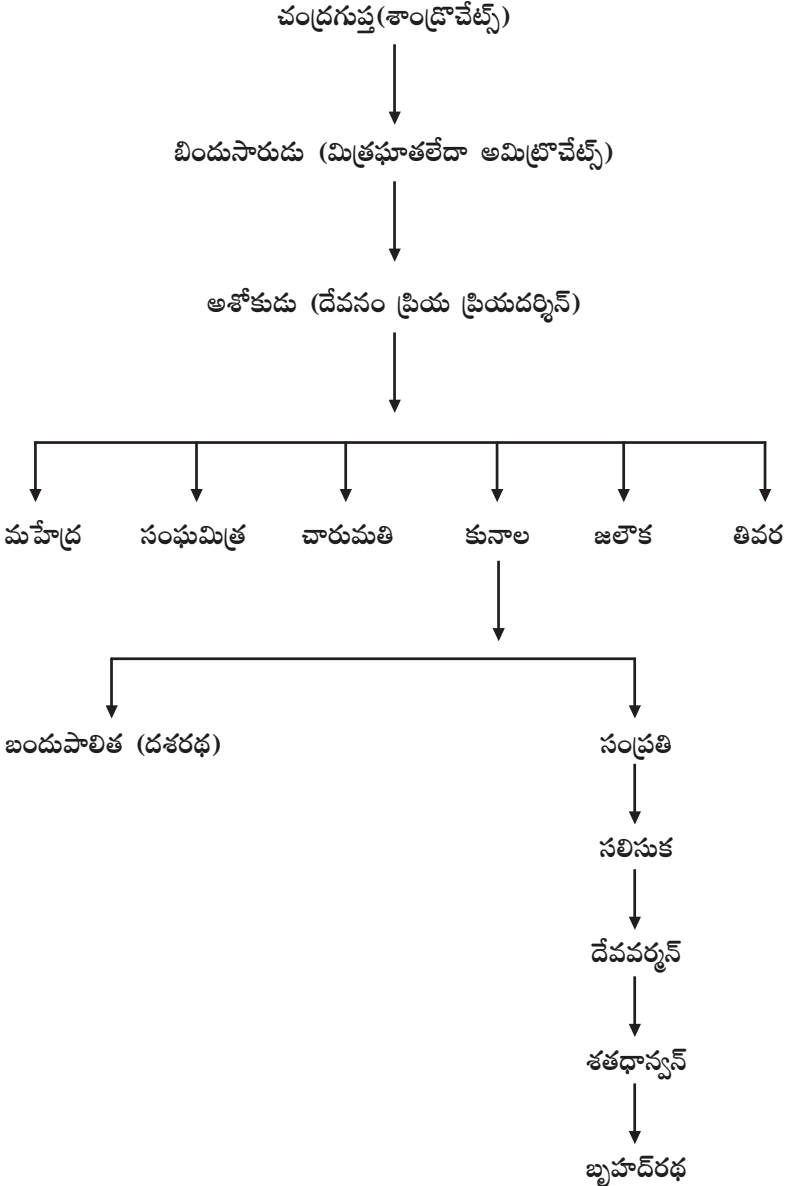 చంద్రగుప్త(శాండ్రొచేట్స్)
బిందుసారుడు (మిత్రఘాతలేదా అమిట్రొచేట్స్)
అశోకుడు (దేవనం ప్రియ ప్రియదర్శిన్)
మహేద్ర సంఘమిత్ర చారుమతి కునాల జలౌక తివర
బందుపాలిత (దశరథ) సంప్రతి
సలిసుక
దేవవర్మన్
శతధాన్వన్
బృహద్‌రథ